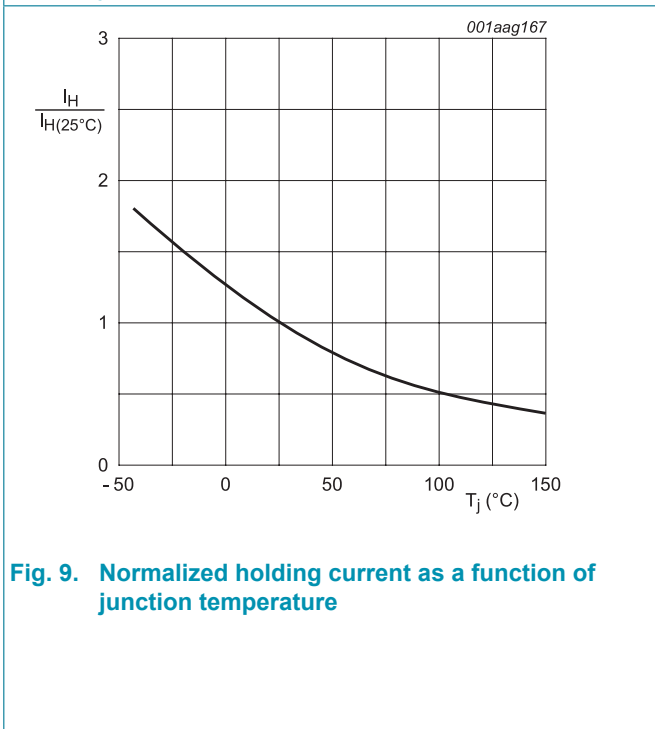 001aag167
3
I_H
I_H(25°C)
2
1
0
- 50
0
50
100
150
T_j (°C)
Fig. 9. Normalized holding current as a function of
junction temperature